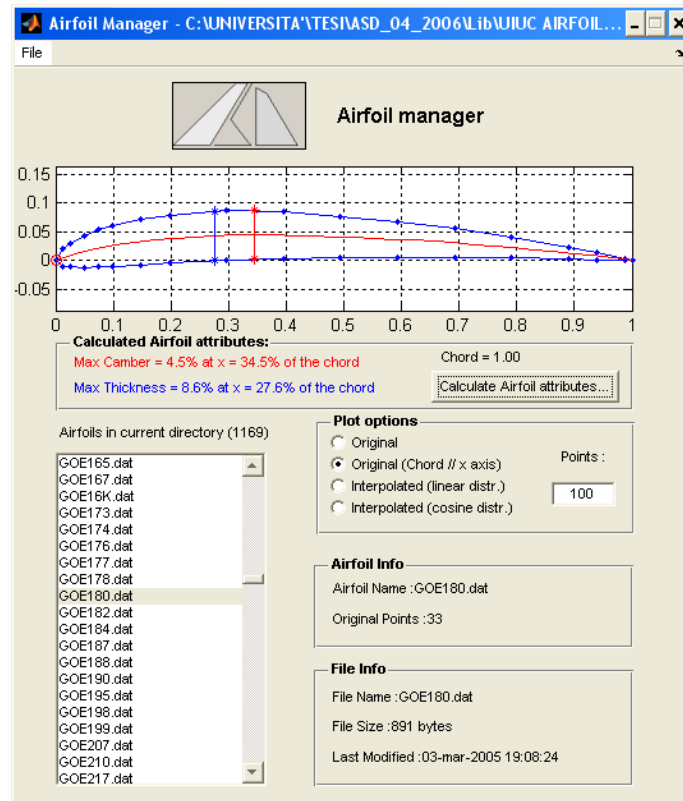 Airfoil Manager - C:\UNIVERSITA'\TESI\ASD_04_2006\Lib\UIUC AIRFOIL...
File
Airfoil manager
0.15
0.1
0.05
0
-0.05
0 0.1 0.2 0.3 0.4 0.5 0.6 0.7 0.8 0.9 1
Calculated Airfoil attributes:
Max Camber = 4.5% at x = 34.5% of the chord
Chord = 1.00
Max Thickness = 8.6% at x = 27.6% of the chord
Calculate Airfoil attributes...
Airfoils in current directory (1169)
GOE165.dat
GOE167.dat
GOE16K.dat
GOE173.dat
GOE174.dat
GOE176.dat
GOE177.dat
GOE178.dat
GOE180.dat
GOE182.dat
GOE184.dat
GOE187.dat
GOE188.dat
GOE190.dat
GOE195.dat
GOE198.dat
GOE199.dat
GOE207.dat
GOE210.dat
GOE217.dat
Plot options
Original
Original (Chord // x axis)
Interpolated (linear distr.)
Interpolated (cosine distr.)
Points :
100
Airfoil Info
Airfoil Name :GOE180.dat
Original Points :33
File Info
File Name :GOE180.dat
File Size :891 bytes
Last Modified :03-mar-2005 19:08:24